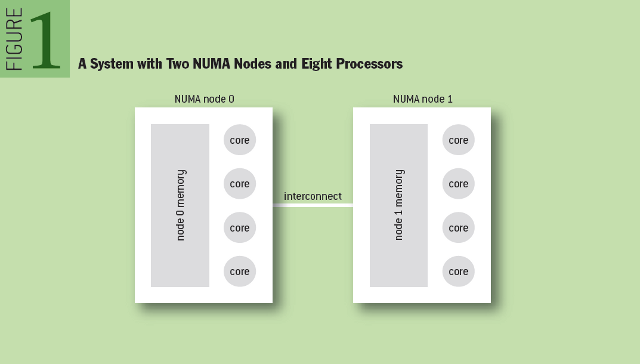 FIGURE
1
A System with Two NUMA Nodes and Eight Processors
NUMA node 0
node 0 memory
core
core
core
core
interconnect
NUMA node 1
node 1 memory
core
core
core
core